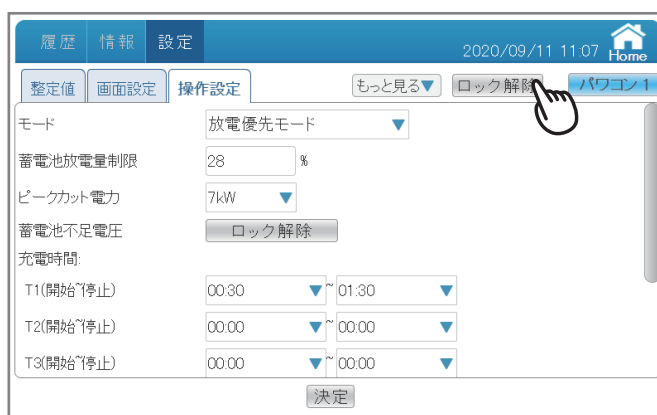 履歴 情報 設定
2020/09/11 11:07 Home
整定値 画面設定 操作設定 もっと見る▼ ロック解除 パワコン1
モード 放電優先モード ▼
蓄電池放電量制限 28 %
ピークカット電力 7kW ▼
蓄電池不足電圧 ロック解除
充電時間:
T1(開始~停止) 00:30 ▼ ~ 01:30 ▼
T2(開始~停止) 00:00 ▼ ~ 00:00 ▼
T3(開始~停止) 00:00 ▼ ~ 00:00 ▼
決定